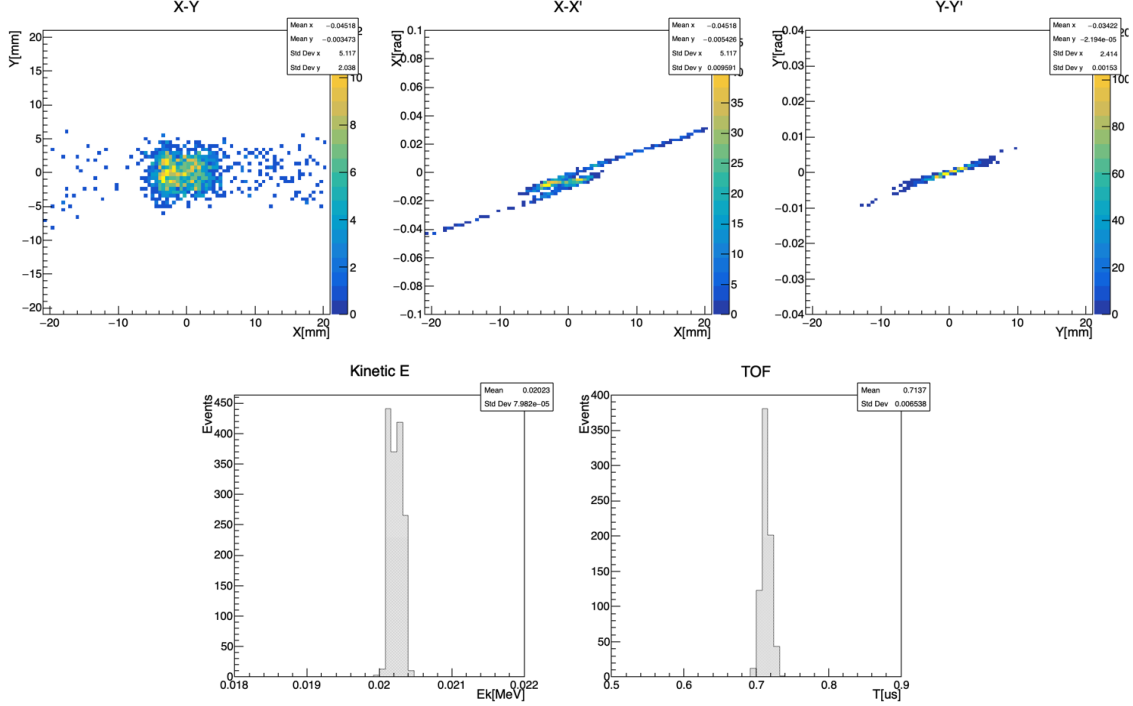 X-Y
Mean x −0.04518
Mean y −0.003473
Std Dev x 5.117
Std Dev y 2.038
Y[mm]
20
15
10
5
0
−5
−10
−15
−20
−20 −10 0 10 20
X[mm]
10
8
6
4
2
0
X-X'
Mean x −0.04518
Mean y −0.005426
Std Dev x 5.117
Std Dev y 0.009591
X'[rad]
0.1
0.08
0.06
0.04
0.02
0
−0.02
−0.04
−0.06
−0.08
−0.1
−20 −10 0 10 20
X[mm]
35
30
25
20
15
10
5
0
Y-Y'
Mean x −0.03422
Mean y −2.194e−05
Std Dev x 2.414
Std Dev y 0.00153
Y'[rad]
0.04
0.03
0.02
0.01
0
−0.01
−0.02
−0.03
−0.04
−20 −10 0 10 20
Y[mm]
100
80
60
40
20
0
Kinetic E
Mean 0.02023
Std Dev 7.982e−05
Events
450
400
350
300
250
200
150
100
50
0
0.018 0.019 0.02 0.021 0.022
Ek[MeV]
TOF
Mean 0.7137
Std Dev 0.006538
Events
400
350
300
250
200
150
100
50
0
0.5 0.6 0.7 0.8 0.9
T[us]